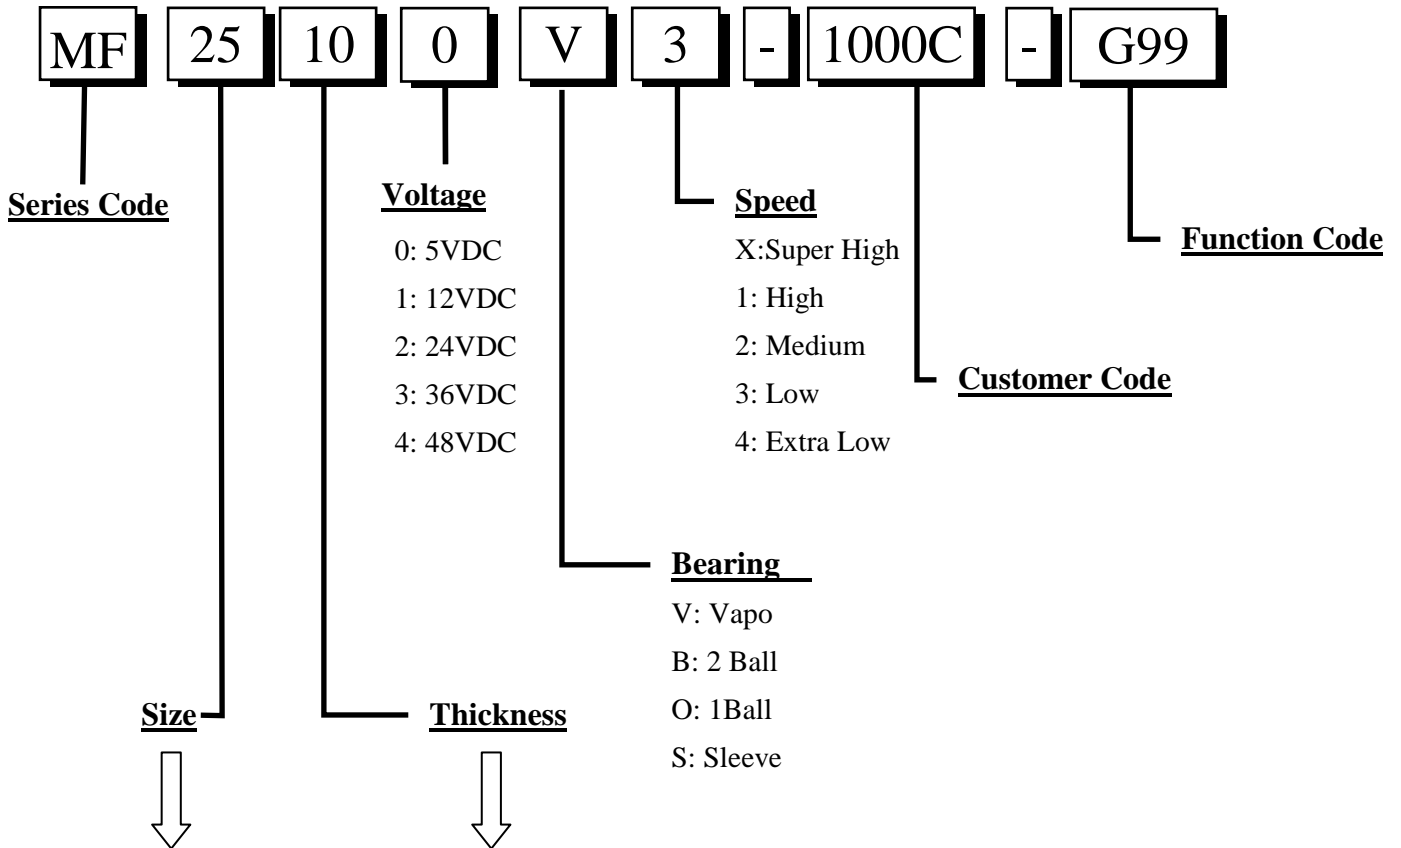 MF 25 10 0 V 3 - 1000C - G99
Series Code
Voltage
0: 5VDC
1: 12VDC
2: 24VDC
3: 36VDC
4: 48VDC
Speed
X:Super High
1: High
2: Medium
3: Low
4: Extra Low
Function Code
Customer Code
Bearing
V: Vapo
B: 2 Ball
O: 1Ball
S: Sleeve
Size
Thickness